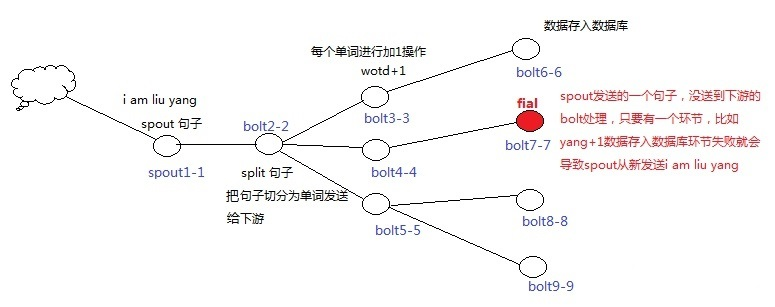 数据存入数据库
每个单词进行加1操作
wotd+1
bolt6-6
i am liu yang
spout 句子
fial
spout发送的一个句子，没送到下游的
bolt处理，只要有一个环节，比如
yang+1数据存入数据库环节失败就会
导致spout从新发送i am liu yang
bolt2-2
bolt3-3
bolt7-7
spout1-1
split 句子
把句子切分为单词发送
给下游
bolt4-4
bolt5-5
bolt8-8
bolt9-9